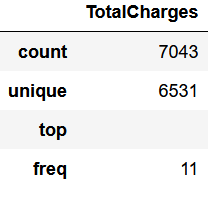 TotalCharges
count 7043
unique 6531
top
freq 11